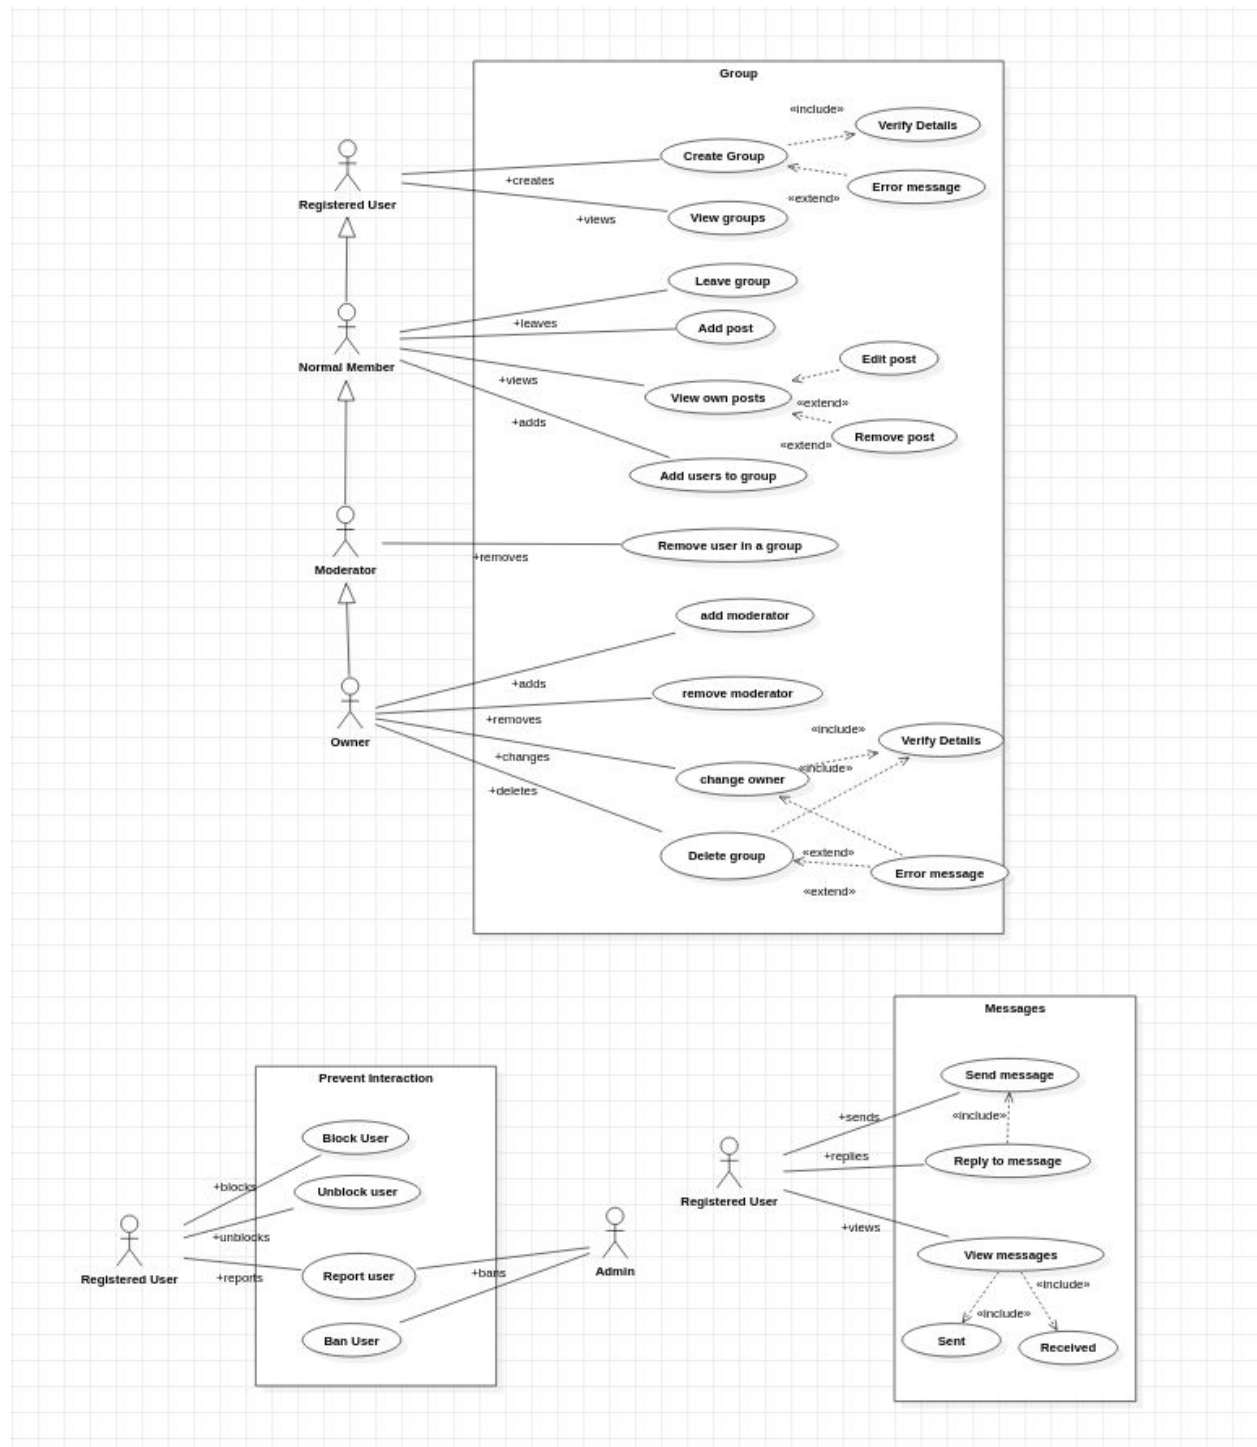 Group
«include»
Verify Details
Create Group
+creates
Error message
«extend»
Registered User
+views
View groups
Leave group
+leaves
Add post
Edit post
Normal Member
+views
View own posts
«extend»
+adds
Remove post
«extend»
Add users to group
Remove user in a group
+removes
Moderator
add moderator
+adds
remove moderator
+removes
«include»
Owner
Verify Details
+changes
«include»
change owner
+deletes
Delete group
«extend»
Error message
«extend»
Messages
Prevent Interaction
Send message
+sends
«include»
Block User
+replies
Reply to message
+blocks
Unblock user
Registered User
+views
+unblocks
View messages
Registered User
+reports
Report user
+bans
Admin
«include»
«include»
Ban User
Sent
Received